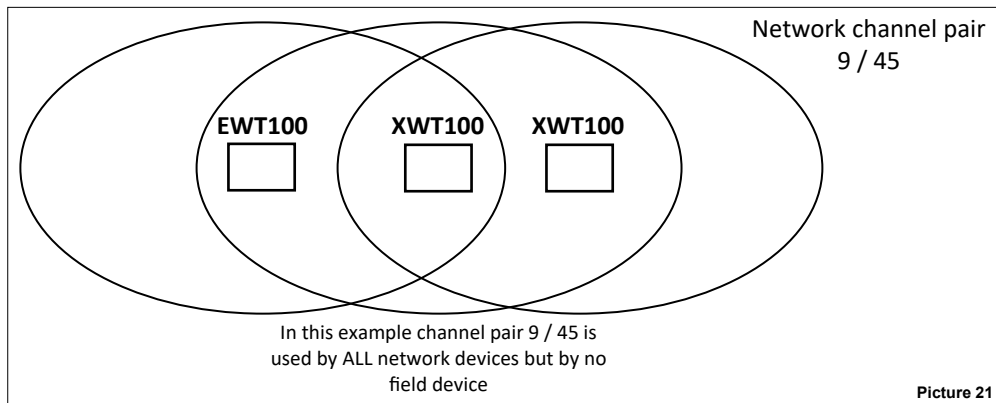 Network channel pair
9 / 45
EWT100 XWT100 XWT100
In this example channel pair 9 / 45 is
used by ALL network devices but by no
field device
Picture 21